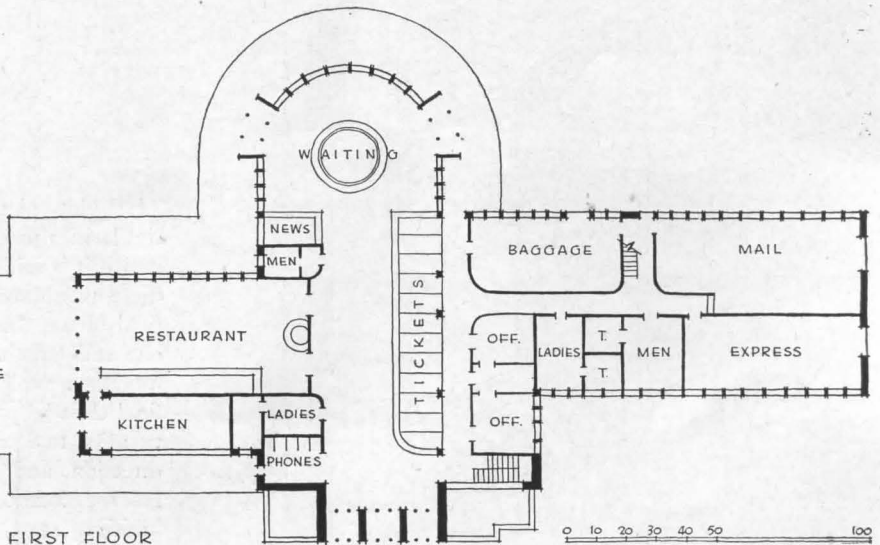 WAITING
NEWS
MEN
BAGGAGE
MAIL
RESTAURANT
TICKETS
OFF.
LADIES
T.
T.
MEN
EXPRESS
KITCHEN
LADIES
OFF.
PHONES
FIRST FLOOR
0 10 20 30 40 50 100